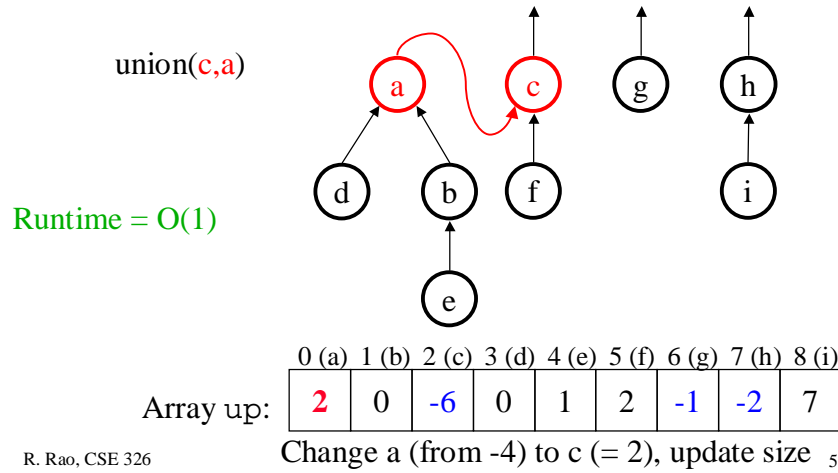 union(c,a)
a
c
g
h
d
b
f
i
Runtime = O(1)
e
0 (a) 1 (b) 2 (c) 3 (d) 4 (e) 5 (f) 6 (g) 7 (h) 8 (i)
Array up: 2 0 -6 0 1 2 -1 -2 7
Change a (from -4) to c (= 2), update size
R. Rao, CSE 326
5